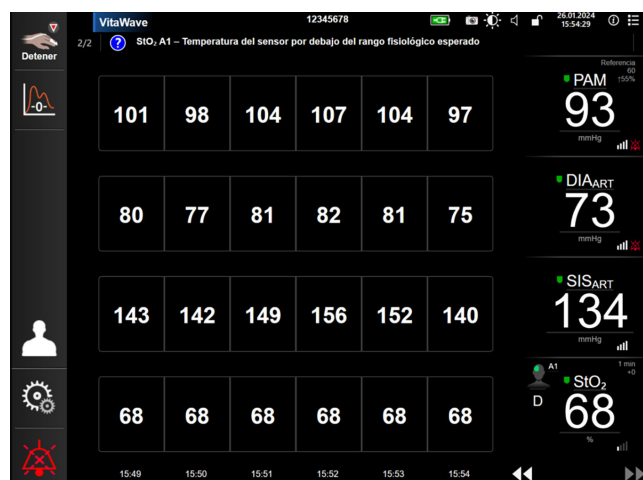 VitaWave
12345678
26.01.2024
15:54:29
Detener
2/2
StO₂ A1 – Temperatura del sensor por debajo del rango fisiológico esperado
-0-
101 98 104 107 104 97
80 77 81 82 81 75
143 142 149 156 152 140
68 68 68 68 68 68
15:49 15:50 15:51 15:52 15:53 15:54
Referencia
60
↑55%
PAM
93
mmHg
DIAART
73
mmHg
SISART
134
mmHg
A1
1 min
+0
StO₂
D
68
%